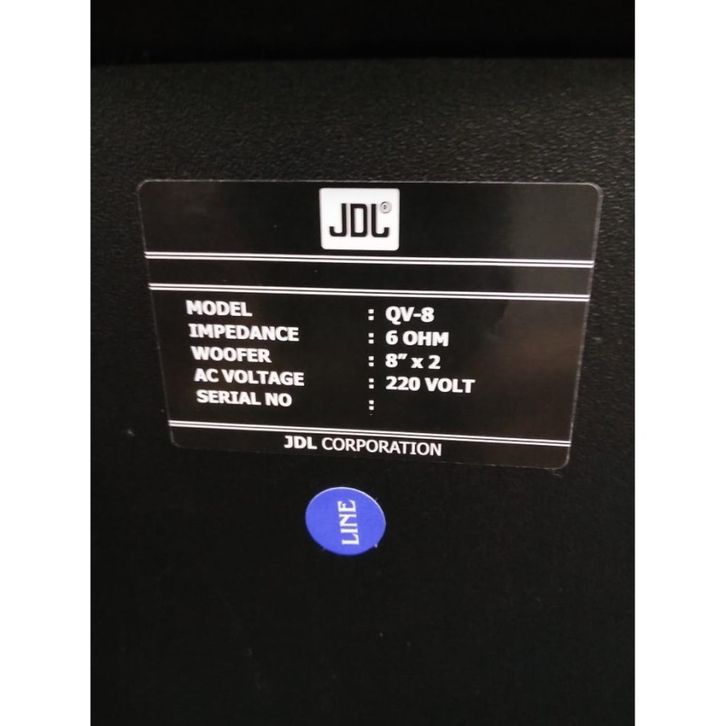 JDL®
MODEL : QV-8
IMPEDANCE : 6 OHM
WOOFER : 8" x 2
AC VOLTAGE : 220 VOLT
SERIAL NO :
JDL CORPORATION
LINE